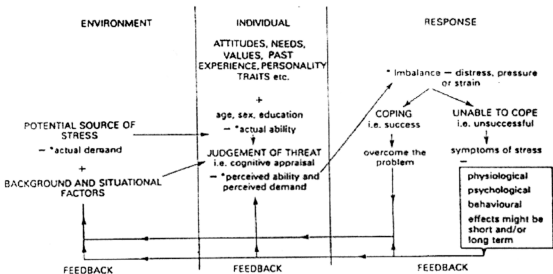 ENVIRONMENT
INDIVIDUAL
RESPONSE
ATTITUDES, NEEDS,
VALUES, PAST
EXPERIENCE, PERSONALITY
TRAITS etc.
+
age, sex, education
– *actual ability
POTENTIAL SOURCE OF
STRESS
– *actual demand
+
BACKGROUND AND SITUATIONAL
FACTORS
JUDGEMENT OF THREAT
i.e. cognitive appraisal
– *perceived ability and
perceived demand
* Imbalance – distress, pressure
or strain
COPING
i.e. success
overcome the
problem
UNABLE TO COPE
i.e. unsuccessful
symptoms of stress
–
physiological
psychological
behavioural
effects might be
short and/or
long term
FEEDBACK
FEEDBACK
FEEDBACK